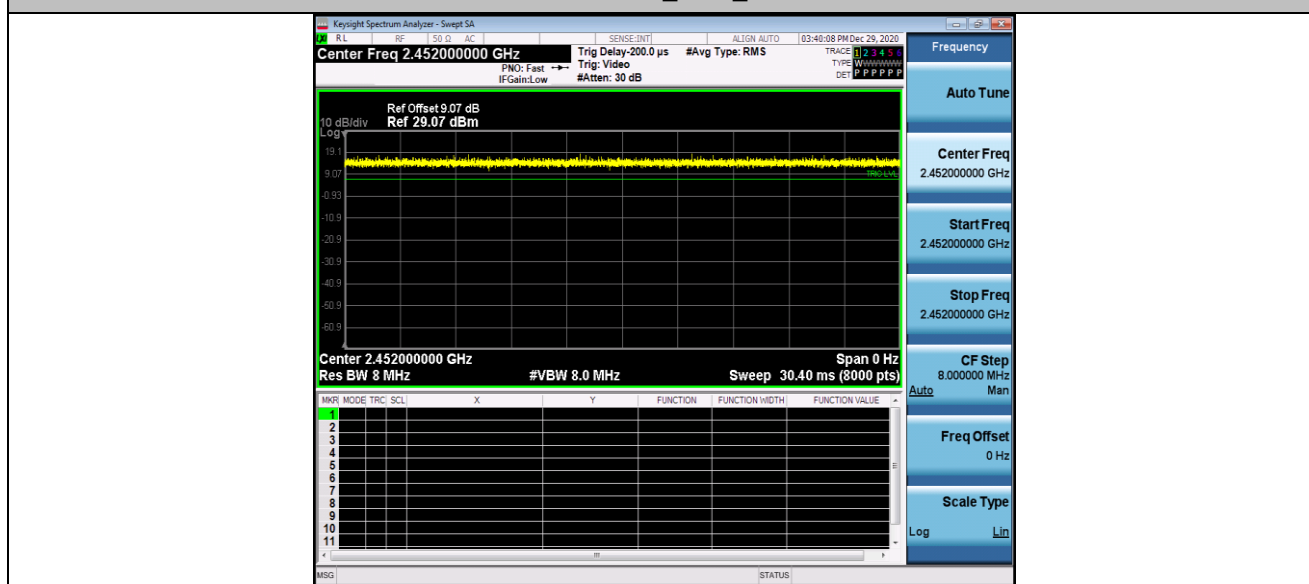 Keysight Spectrum Analyzer - Swept SA
RL RF 50 Ω AC SENSE:INT ALIGN AUTO 03:40:08 PM Dec 29, 2020
Center Freq 2.452000000 GHz
PNO: Fast
IFGain:Low
Trig Delay-200.0 µs
Trig: Video
#Atten: 30 dB
#Avg Type: RMS
TRACE 1 2 3 4 5 6
TYPE WWWWWW
DET P P P P P P
Ref Offset 9.07 dB
10 dB/div Ref 29.07 dBm
Log
19.1
9.07
TRIG LVL
-0.93
-10.9
-20.9
-30.9
-40.9
-50.9
-60.9
Center 2.452000000 GHz Span 0 Hz
Res BW 8 MHz #VBW 8.0 MHz Sweep 30.40 ms (8000 pts)
MKR MODE TRC SCL X Y FUNCTION FUNCTION WIDTH FUNCTION VALUE
1
2
3
4
5
6
7
8
9
10
11
MSG STATUS
Frequency
Auto Tune
Center Freq
2.452000000 GHz
Start Freq
2.452000000 GHz
Stop Freq
2.452000000 GHz
CF Step
8.000000 MHz
Auto Man
Freq Offset
0 Hz
Scale Type
Log Lin